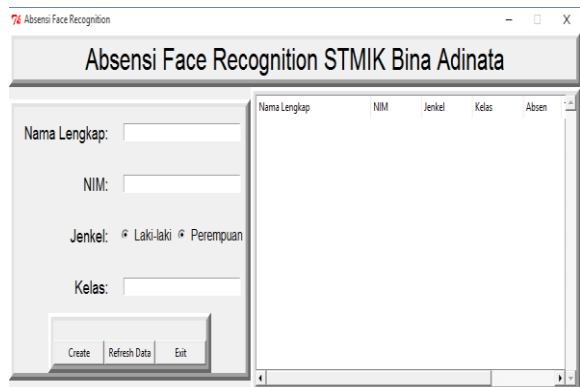 Absensi Face Recognition
Absensi Face Recognition STMIK Bina Adinata
Nama Lengkap:
NIM:
Jenkel: Laki-laki Perempuan
Kelas:
Create Refresh Data Exit
Nama Lengkap NIM Jenkel Kelas Absen